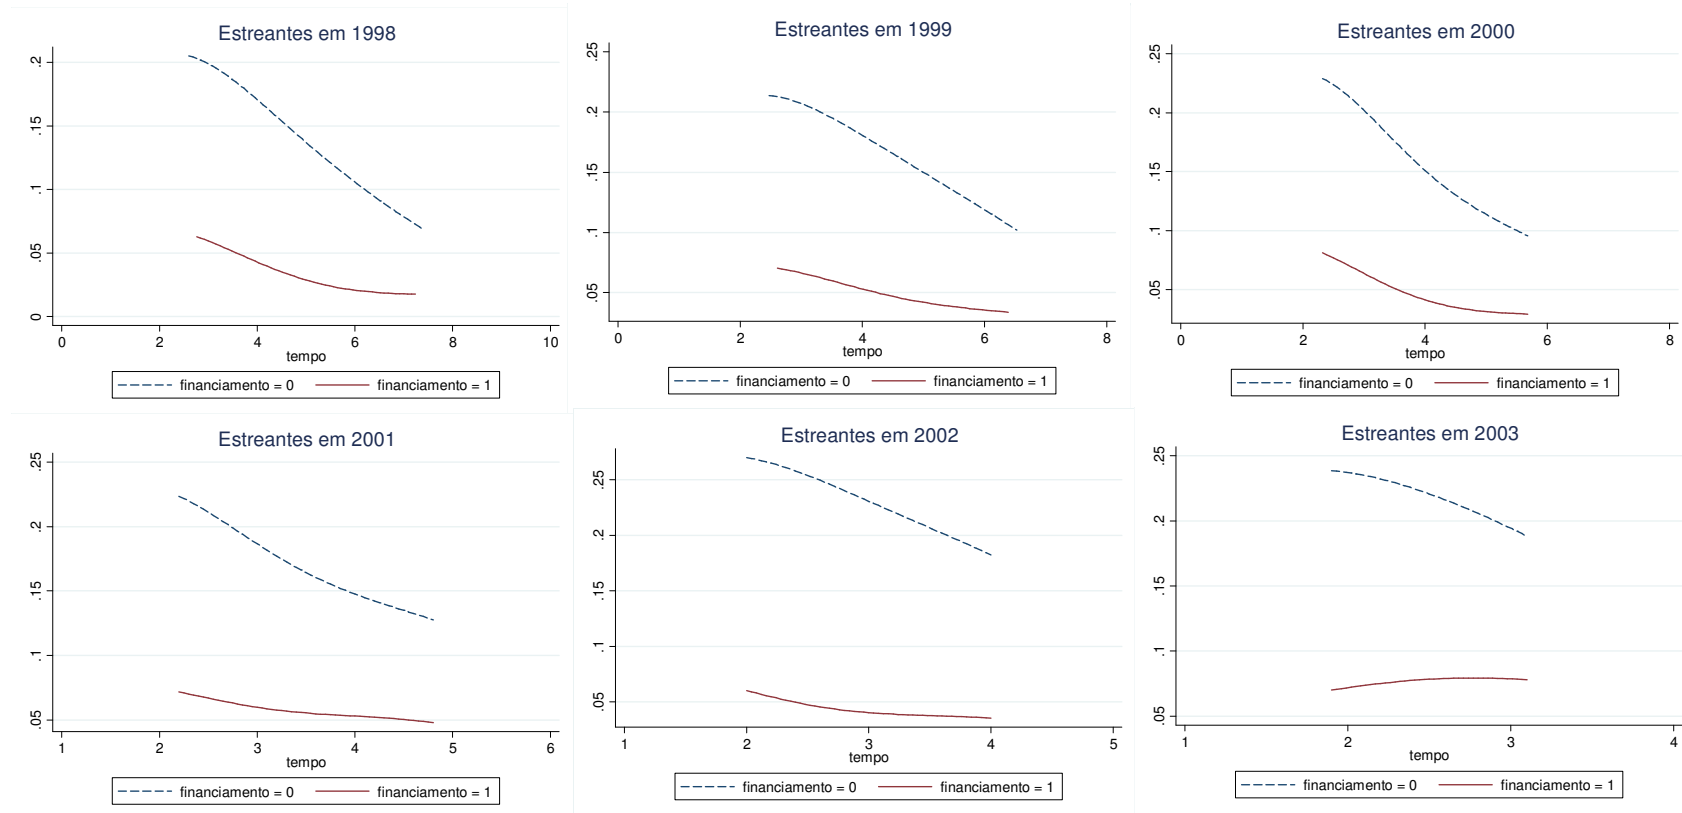 Estreantes em 1998
.2
.15
.1
.05
0
0 2 4 6 8 10
tempo
financiamento = 0 financiamento = 1
Estreantes em 1999
.25
.2
.15
.1
.05
0 2 4 6 8
tempo
financiamento = 0 financiamento = 1
Estreantes em 2000
.25
.2
.15
.1
.05
0 2 4 6 8
tempo
financiamento = 0 financiamento = 1
Estreantes em 2001
.25
.2
.15
.1
.05
1 2 3 4 5 6
tempo
financiamento = 0 financiamento = 1
Estreantes em 2002
.25
.2
.15
.1
.05
1 2 3 4 5
tempo
financiamento = 0 financiamento = 1
Estreantes em 2003
.25
.2
.15
.1
.05
1 2 3 4
tempo
financiamento = 0 financiamento = 1